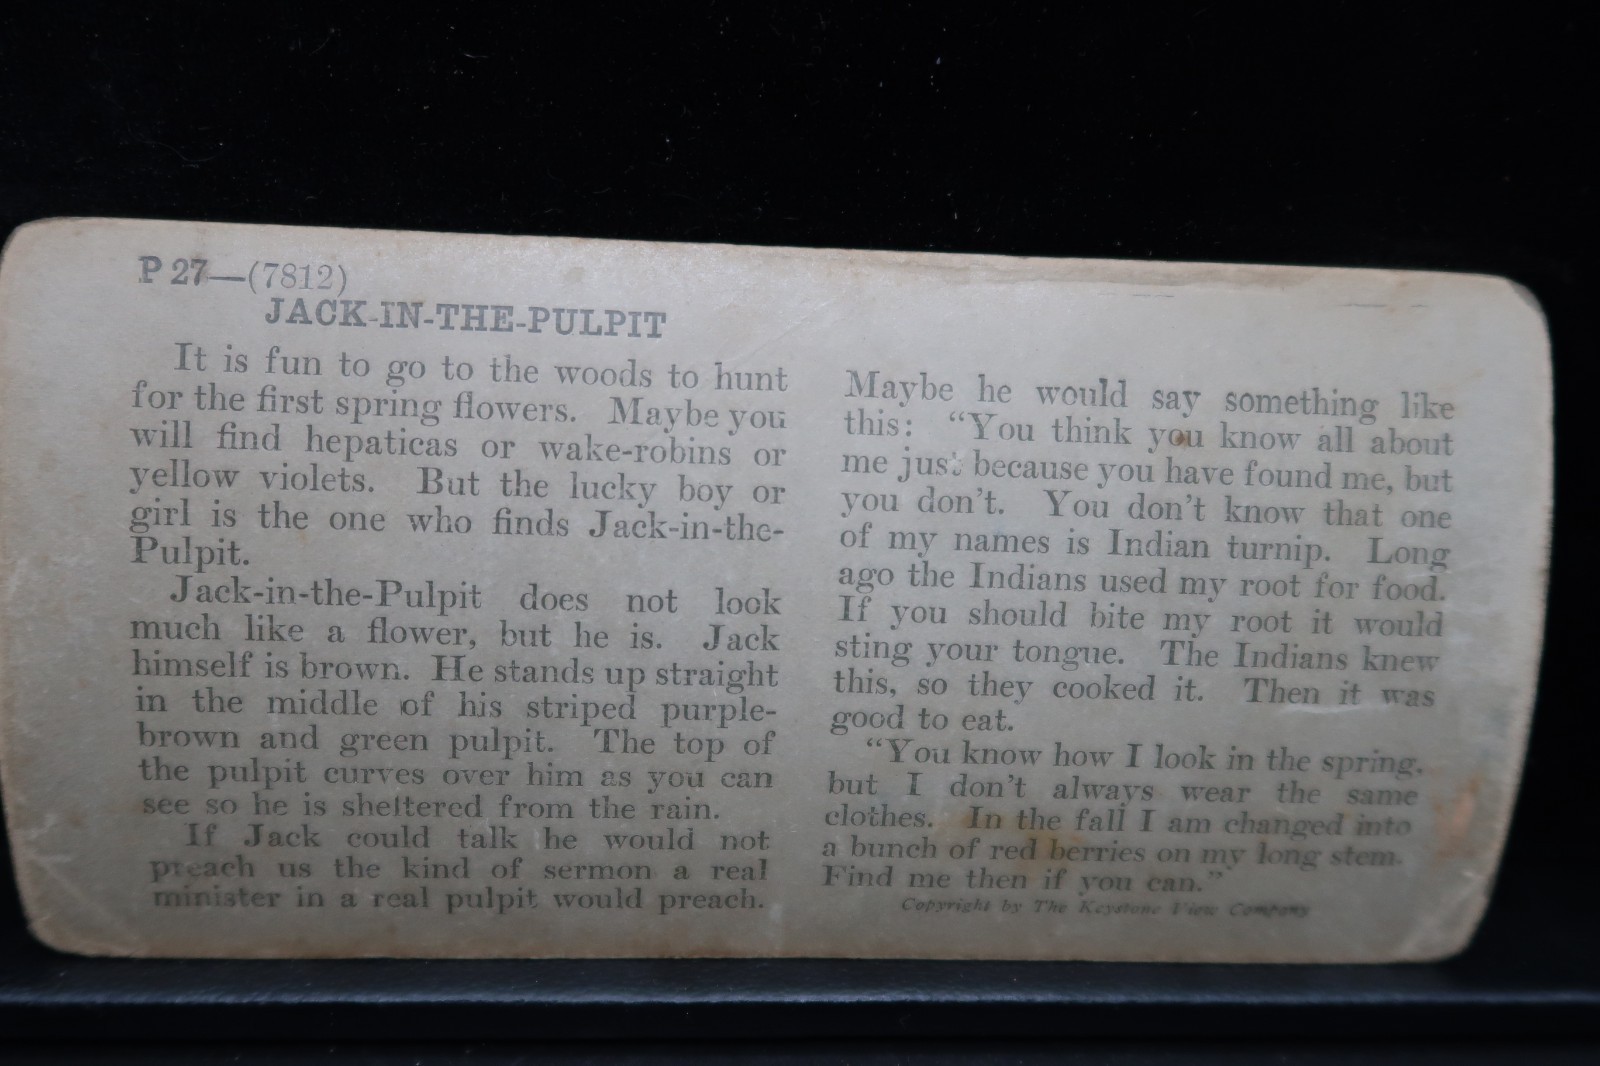 P 27—(7812)
JACK-IN-THE-PULPIT
It is fun to go to the woods to hunt
for the first spring flowers. Maybe you
will find hepaticas or wake-robins or
yellow violets. But the lucky boy or
girl is the one who finds Jack-in-the-
Pulpit.
Jack-in-the-Pulpit does not look
much like a flower, but he is. Jack
himself is brown. He stands up straight
in the middle of his striped purple-
brown and green pulpit. The top of
the pulpit curves over him as you can
see so he is sheltered from the rain.
If Jack could talk he would not
preach us the kind of sermon a real
minister in a real pulpit would preach.
Maybe he would say something like
this: “You think you know all about
me just because you have found me, but
you don't. You don't know that one
of my names is Indian turnip. Long
ago the Indians used my root for food.
If you should bite my root it would
sting your tongue. The Indians knew
this, so they cooked it. Then it was
good to eat.
“You know how I look in the spring,
but I don't always wear the same
clothes. In the fall I am changed into
a bunch of red berries on my long stem.
Find me then if you can.”
Copyright by The Keystone View Company